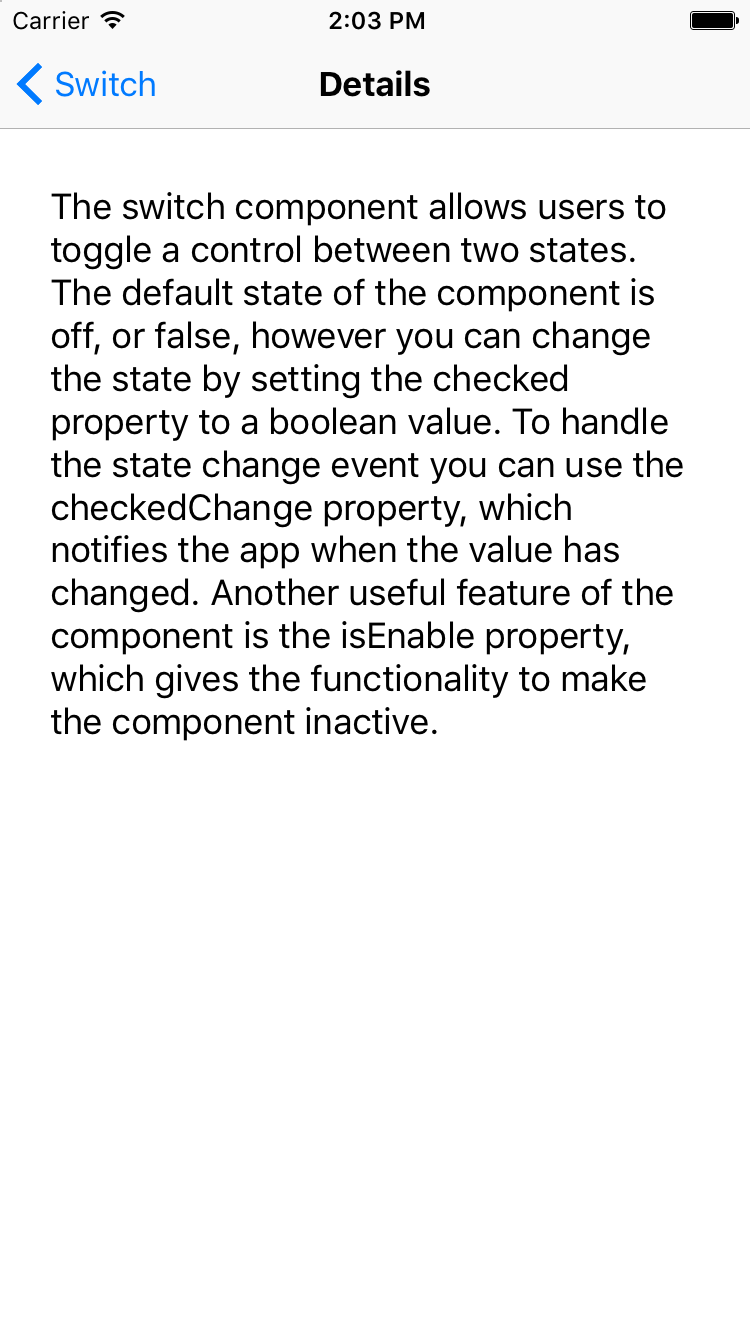 Carrier 2:03 PM
Switch Details
The switch component allows users to
toggle a control between two states.
The default state of the component is
off, or false, however you can change
the state by setting the checked
property to a boolean value. To handle
the state change event you can use the
checkedChange property, which
notifies the app when the value has
changed. Another useful feature of the
component is the isEnable property,
which gives the functionality to make
the component inactive.